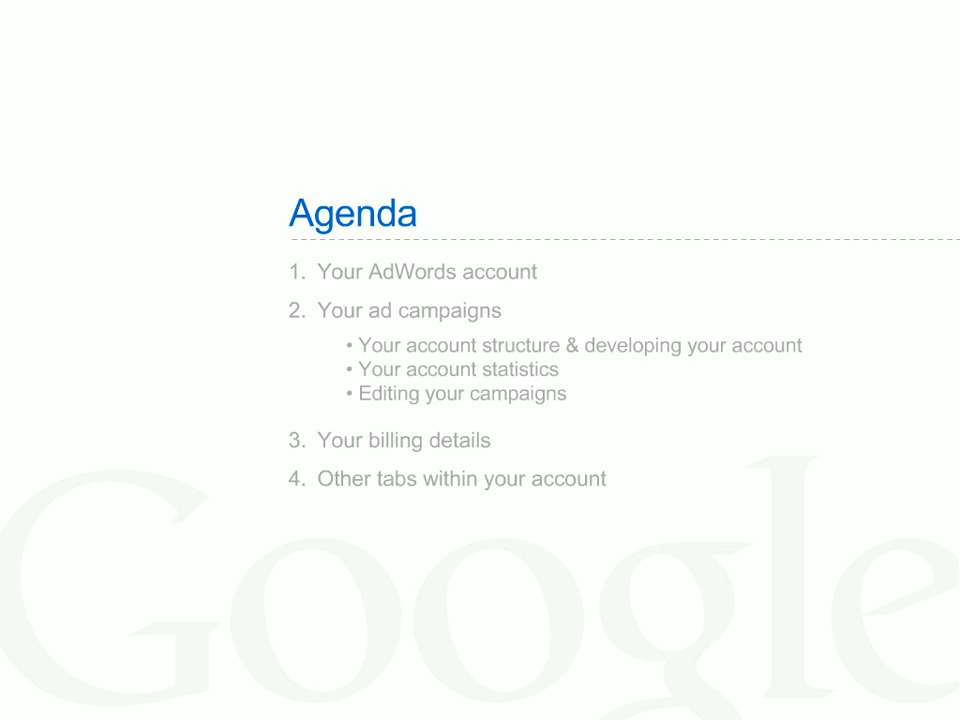 Agenda
1. Your AdWords account
2. Your ad campaigns
• Your account structure & developing your account
• Your account statistics
• Editing your campaigns
3. Your billing details
4. Other tabs within your account
Google